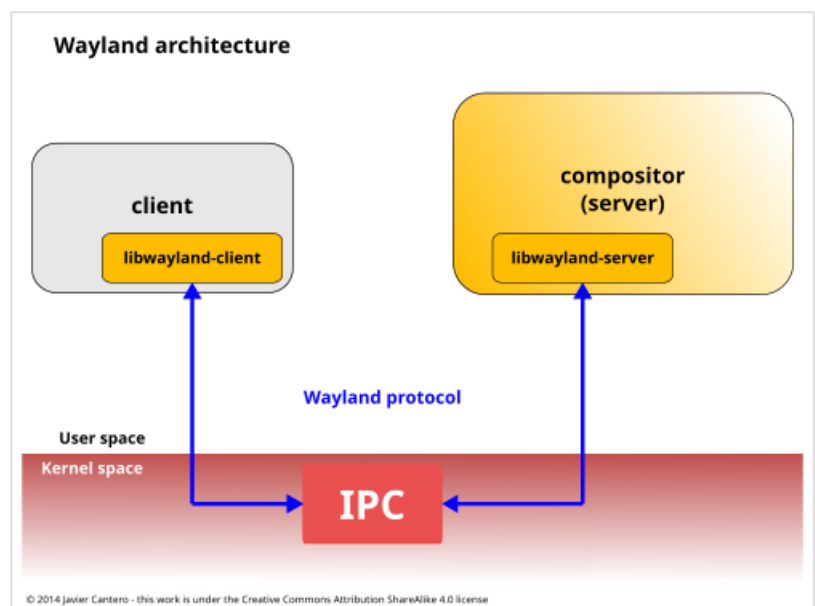 Wayland architecture
client
libwayland-client
compositor
(server)
libwayland-server
Wayland protocol
User space
Kernel space
IPC
© 2014 Javier Cantero - this work is under the Creative Commons Attribution ShareAlike 4.0 license